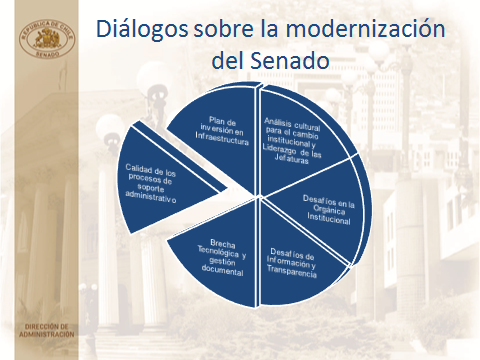 Diálogos sobre la modernización
del Senado
REPUBLICA DE CHILE
SENADO
Plan de
inversión en
Infraestructura
Análisis cultural
para el cambio
institucional y
Liderazgo de las
Jefaturas
Calidad de los
procesos de
soporte
administrativo
Desafíos en la
Orgánica
Institucional
Brecha
Tecnológica y
gestión
documental
Desafíos de
Información y
Transparencia
DIRECCIÓN DE
ADMINISTRACIÓN